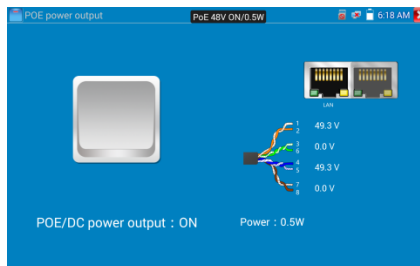 POE power output
PoE 48V ON/0.5W
6:18 AM
LAN
1
2
49.3 V
3
6
0.0 V
4
5
49.3 V
7
8
0.0 V
POE/DC power output : ON
Power : 0.5W